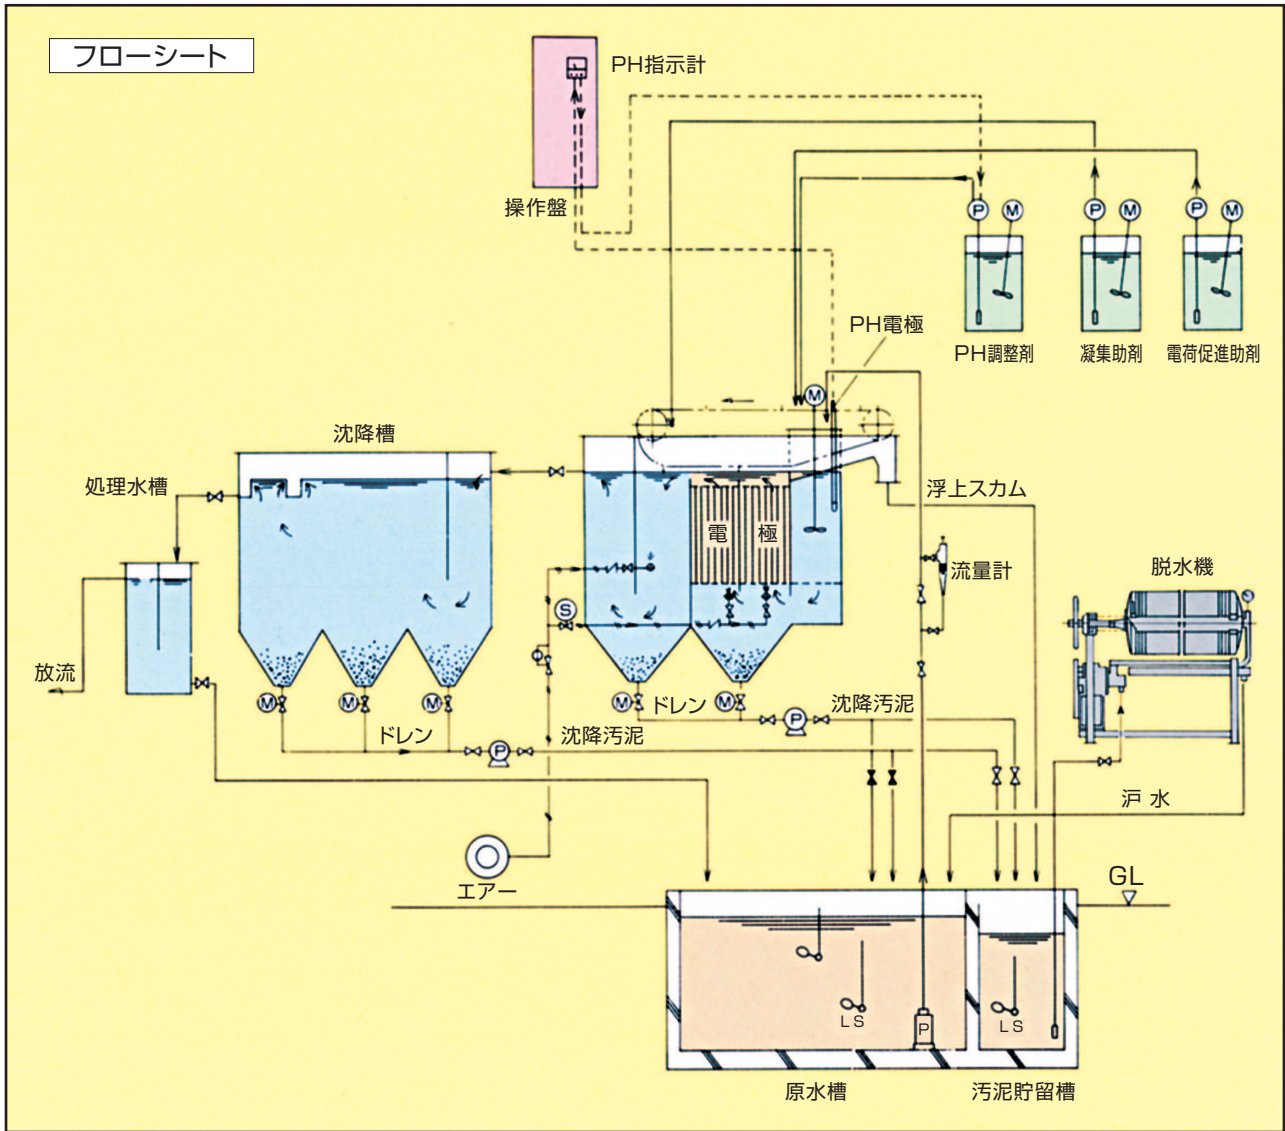 フローシート
PH指示計
操作盤
P M P M P M
PH調整剤 凝集助剤 電荷促進助剤
PH電極
M
沈降槽
処理水槽
浮上スカム
電 極
流量計
脱水機
S
放流
M M M M M
ドレン P 沈降汚泥
ドレン P 沈降汚泥
沪 水
エアー
GL
LS P LS
原水槽 汚泥貯留槽